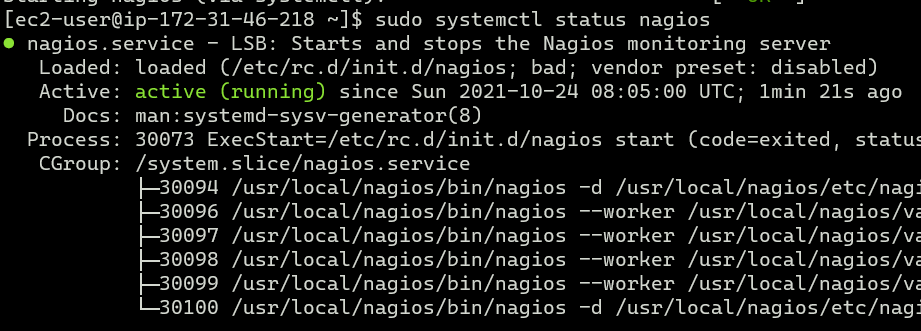 [ec2-user@ip-172-31-46-218 ~]$ sudo systemctl status nagios
● nagios.service - LSB: Starts and stops the Nagios monitoring server
   Loaded: loaded (/etc/rc.d/init.d/nagios; bad; vendor preset: disabled)
   Active: active (running) since Sun 2021-10-24 08:05:00 UTC; 1min 21s ago
     Docs: man:systemd-sysv-generator(8)
  Process: 30073 ExecStart=/etc/rc.d/init.d/nagios start (code=exited, status
   CGroup: /system.slice/nagios.service
           ├─30094 /usr/local/nagios/bin/nagios -d /usr/local/nagios/etc/nagi
           ├─30096 /usr/local/nagios/bin/nagios --worker /usr/local/nagios/va
           ├─30097 /usr/local/nagios/bin/nagios --worker /usr/local/nagios/va
           ├─30098 /usr/local/nagios/bin/nagios --worker /usr/local/nagios/va
           ├─30099 /usr/local/nagios/bin/nagios --worker /usr/local/nagios/va
           └─30100 /usr/local/nagios/bin/nagios -d /usr/local/nagios/etc/nagi